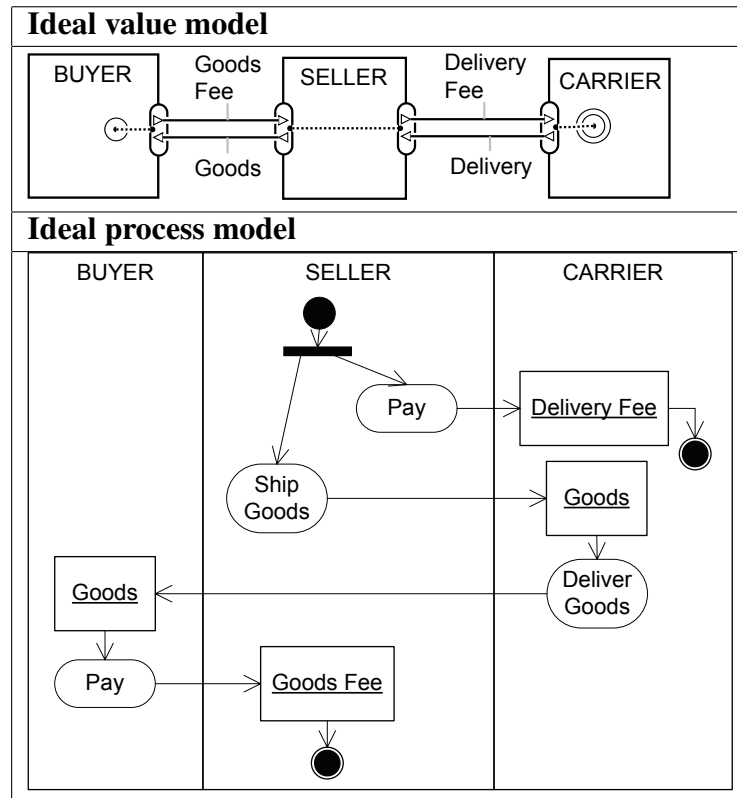 Ideal value model
BUYER
Goods
Fee
SELLER
Delivery
Fee
CARRIER
Goods
Delivery
Ideal process model
BUYER
SELLER
CARRIER
Pay
Delivery Fee
Ship
Goods
Goods
Goods
Deliver
Goods
Pay
Goods Fee